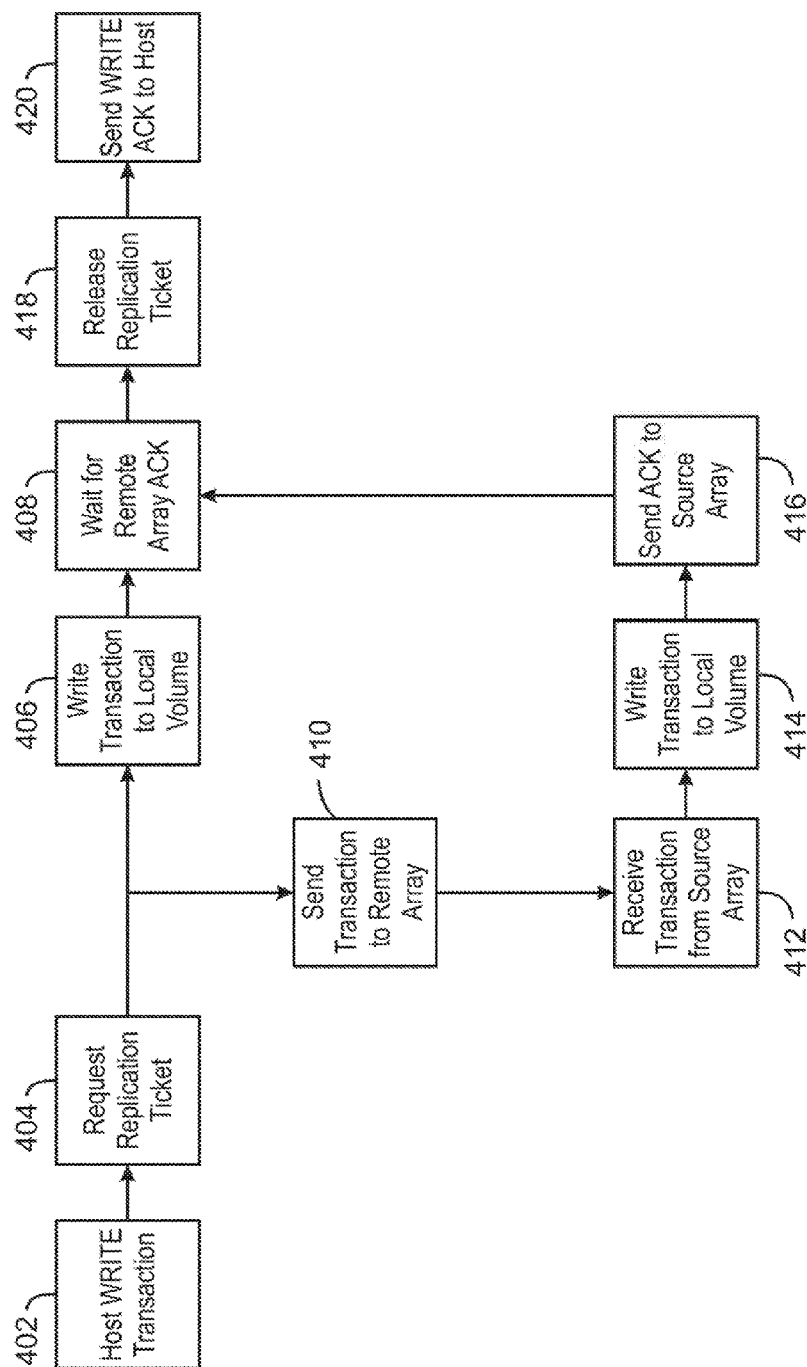 402
Host WRITE
Transaction
404
Request
Replication
Ticket
406
Write
Transaction
to Local
Volume
408
Wait for
Remote
Array ACK
418
Release
Replication
Ticket
420
Send WRITE
ACK to Host
410
Send
Transaction
to Remote
Array
412
Receive
Transaction
from Source
Array
414
Write
Transaction
to Local
Volume
416
Send ACK to
Source
Array